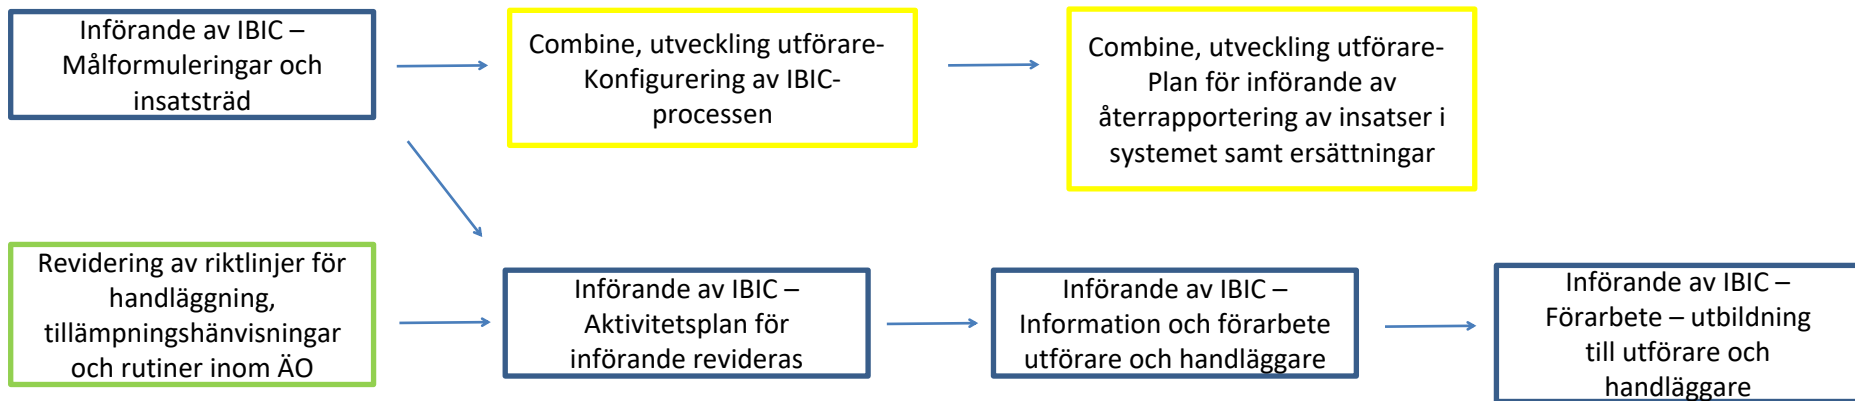 Införande av IBIC –
Målformuleringar och
insatsträd
Combine, utveckling utförare-
Konfigurering av IBIC-
processen
Combine, utveckling utförare-
Plan för införande av
återrapportering av insatser i
systemet samt ersättningar
Revidering av riktlinjer för
handläggning,
tillämpningshänvisningar
och rutiner inom ÄO
Införande av IBIC –
Aktivitetsplan för
införande revideras
Införande av IBIC –
Information och förarbete
utförare och handläggare
Införande av IBIC –
Förarbete – utbildning
till utförare och
handläggare